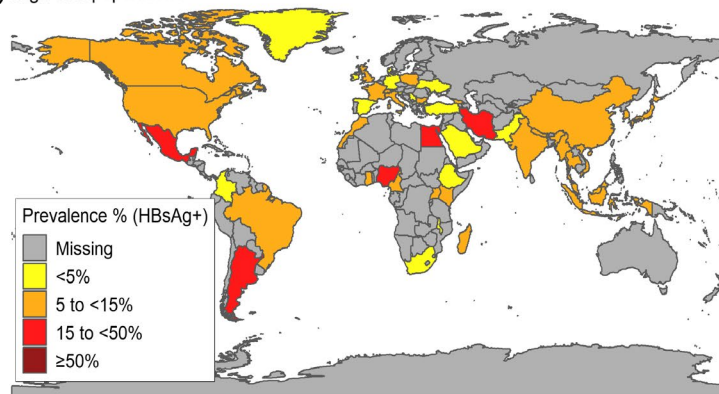 Prevalence % (HBsAg+)
Missing
<5%
5 to <15%
15 to <50%
≥50%